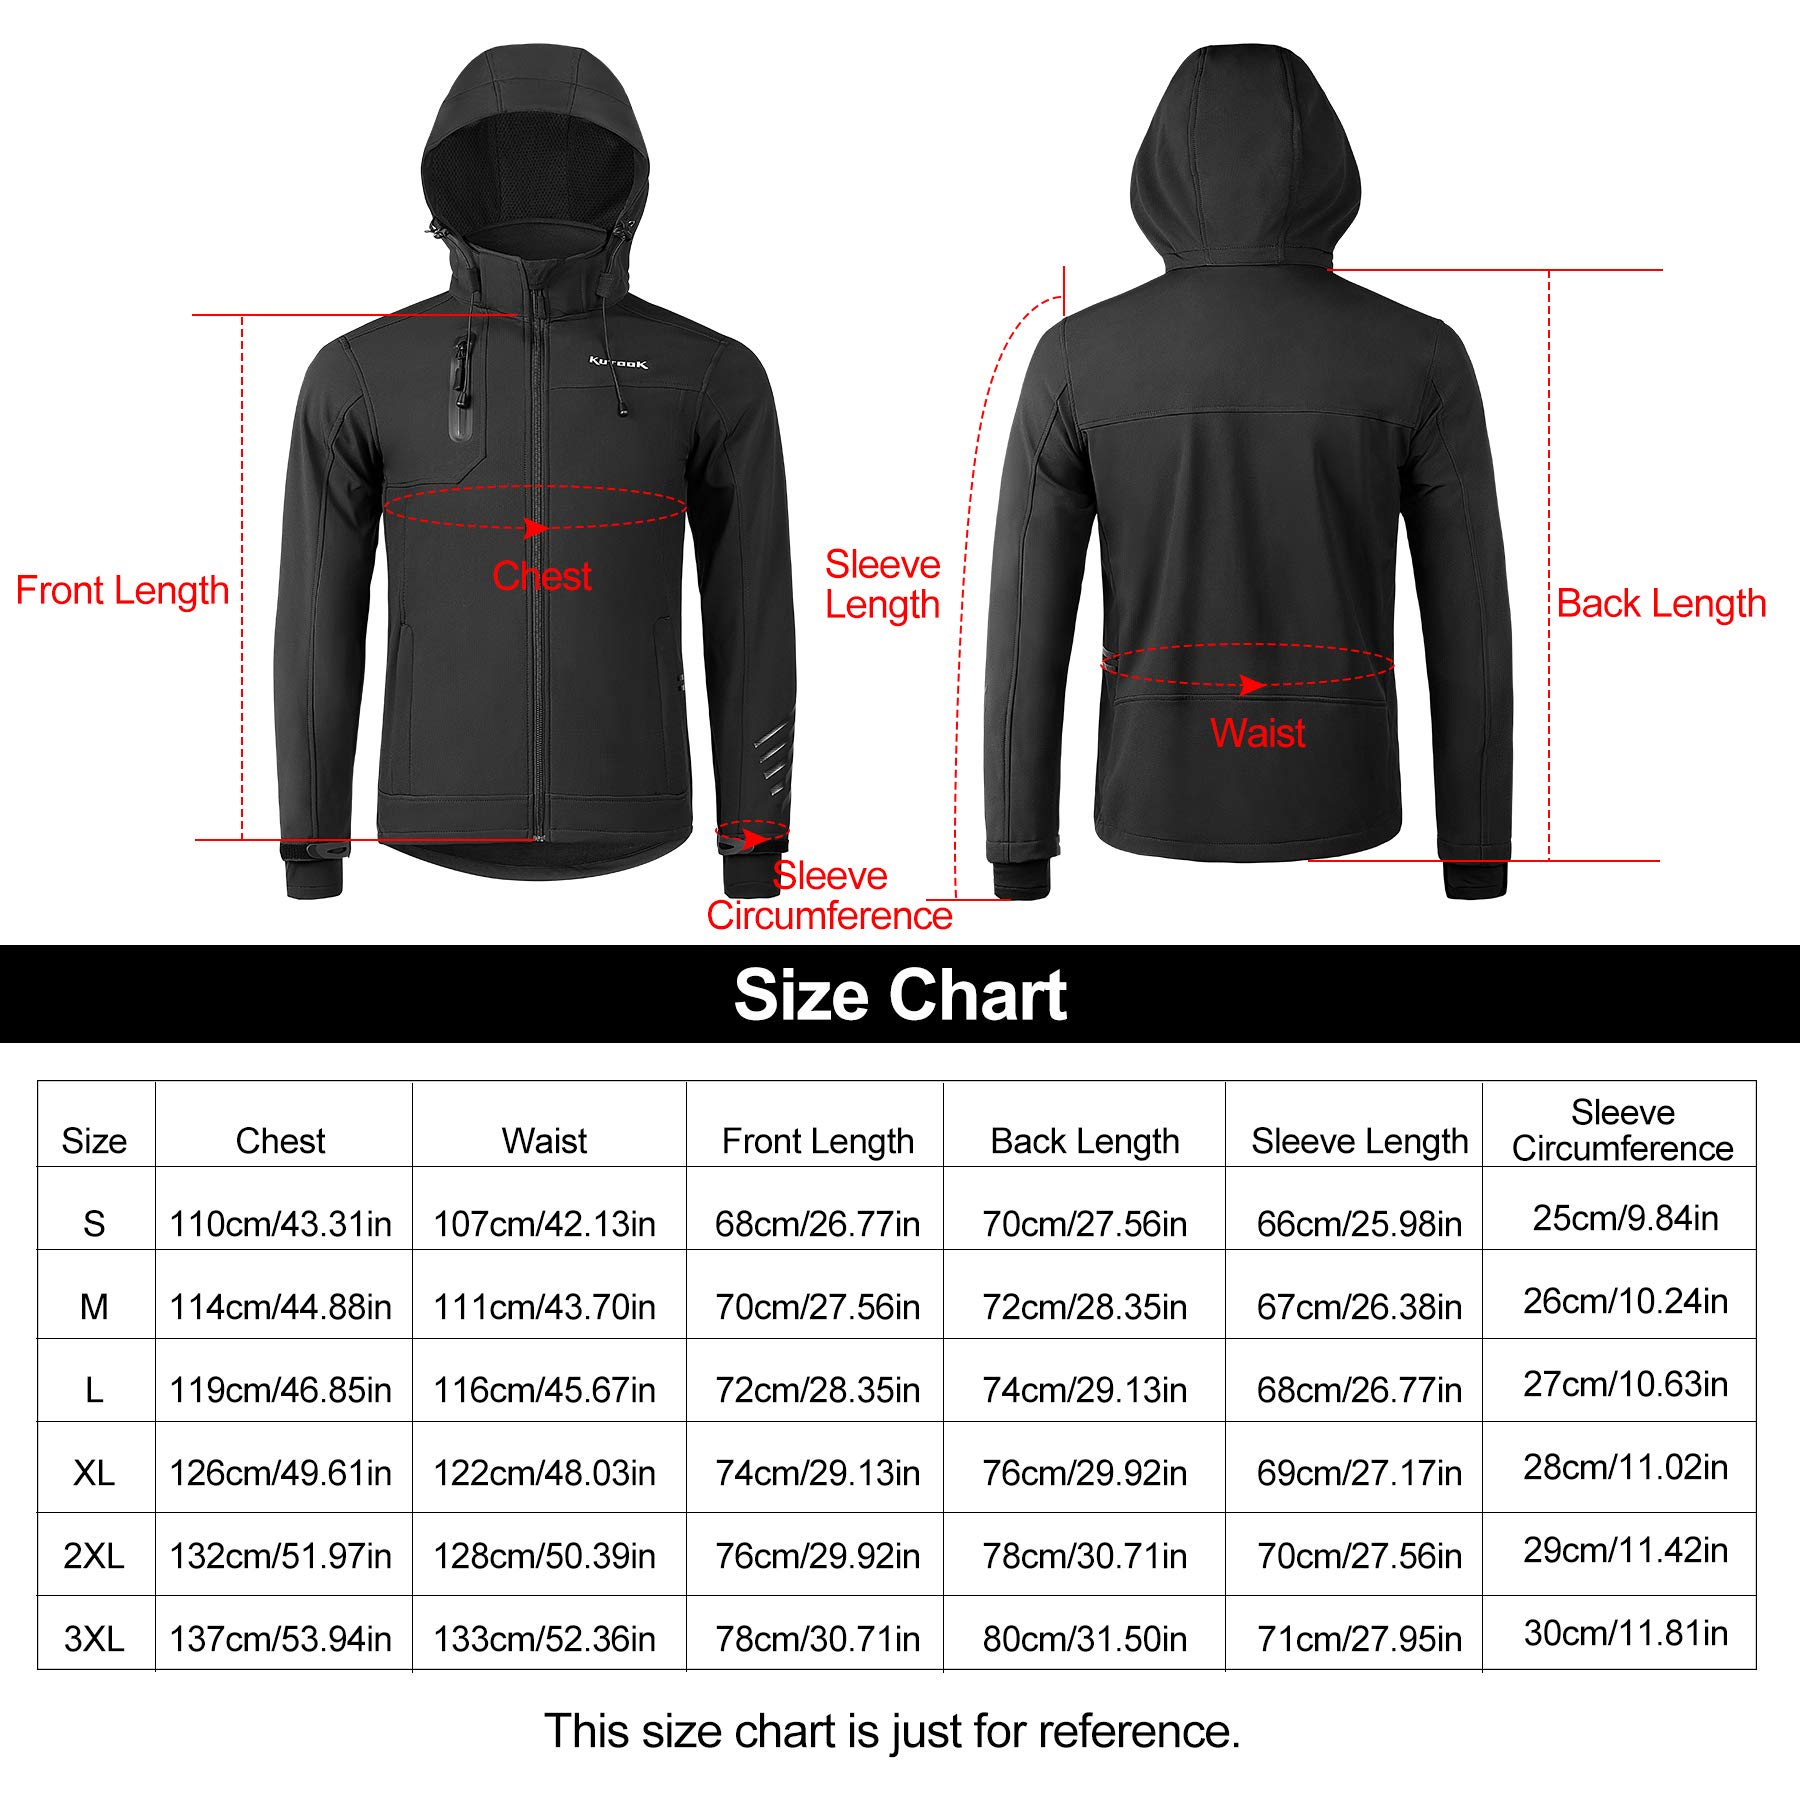 KUTOOK
Front Length
Chest
Sleeve
Circumference
Sleeve
Length
Back Length
Waist
Size Chart
Size Chest Waist Front Length Back Length Sleeve Length Sleeve Circumference
S 110cm/43.31in 107cm/42.13in 68cm/26.77in 70cm/27.56in 66cm/25.98in 25cm/9.84in
M 114cm/44.88in 111cm/43.70in 70cm/27.56in 72cm/28.35in 67cm/26.38in 26cm/10.24in
L 119cm/46.85in 116cm/45.67in 72cm/28.35in 74cm/29.13in 68cm/26.77in 27cm/10.63in
XL 126cm/49.61in 122cm/48.03in 74cm/29.13in 76cm/29.92in 69cm/27.17in 28cm/11.02in
2XL 132cm/51.97in 128cm/50.39in 76cm/29.92in 78cm/30.71in 70cm/27.56in 29cm/11.42in
3XL 137cm/53.94in 133cm/52.36in 78cm/30.71in 80cm/31.50in 71cm/27.95in 30cm/11.81in
This size chart is just for reference.